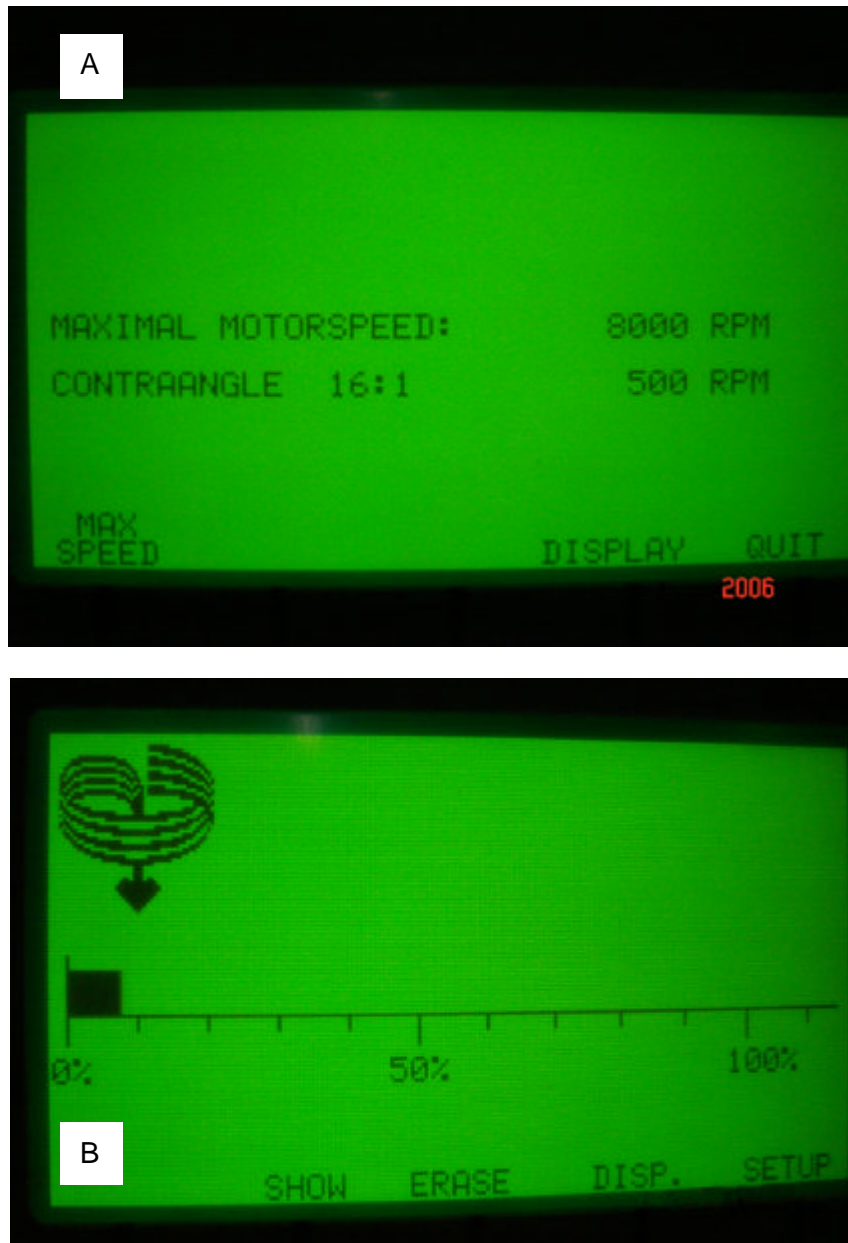 A
MAXIMAL MOTORSPEED: 8000 RPM
CONTRAANGLE 16:1 500 RPM
MAX
SPEED DISPLAY QUIT
2006
0% 50% 100%
B
SHOW ERASE DISP. SETUP